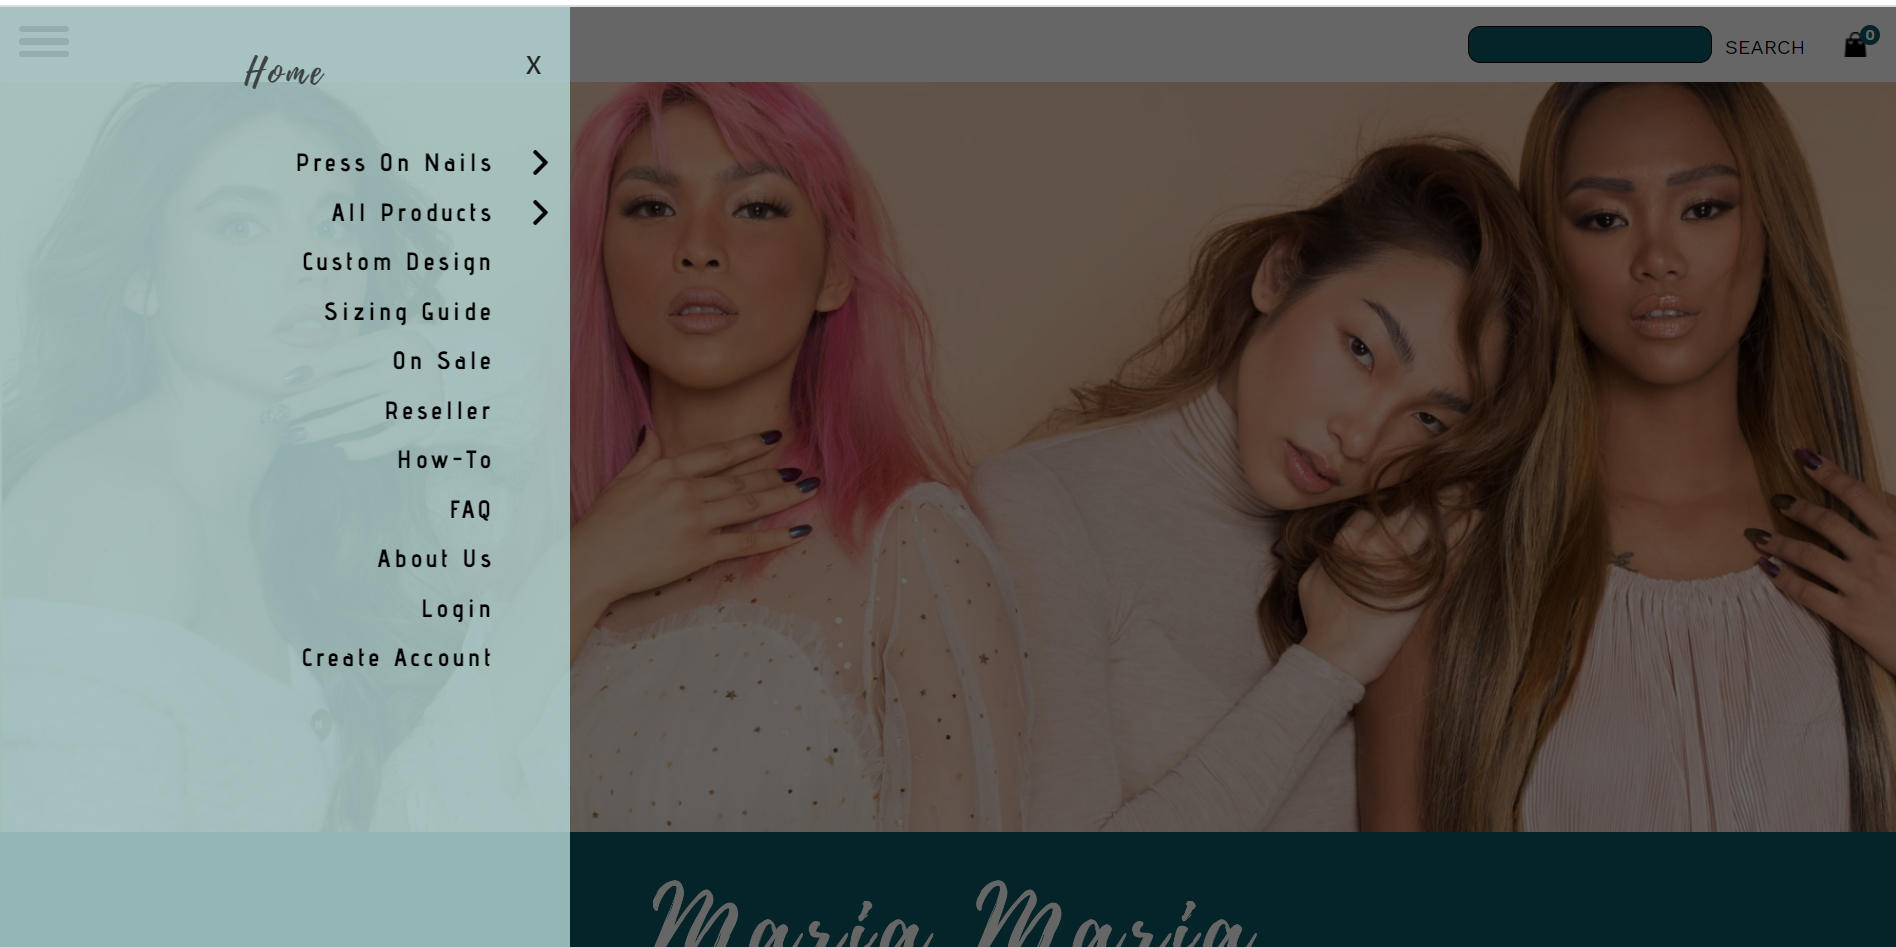 Home
X
SEARCH
0
Press On Nails
All Products
Custom Design
Sizing Guide
On Sale
Reseller
How-To
FAQ
About Us
Login
Create Account
Maria Maria